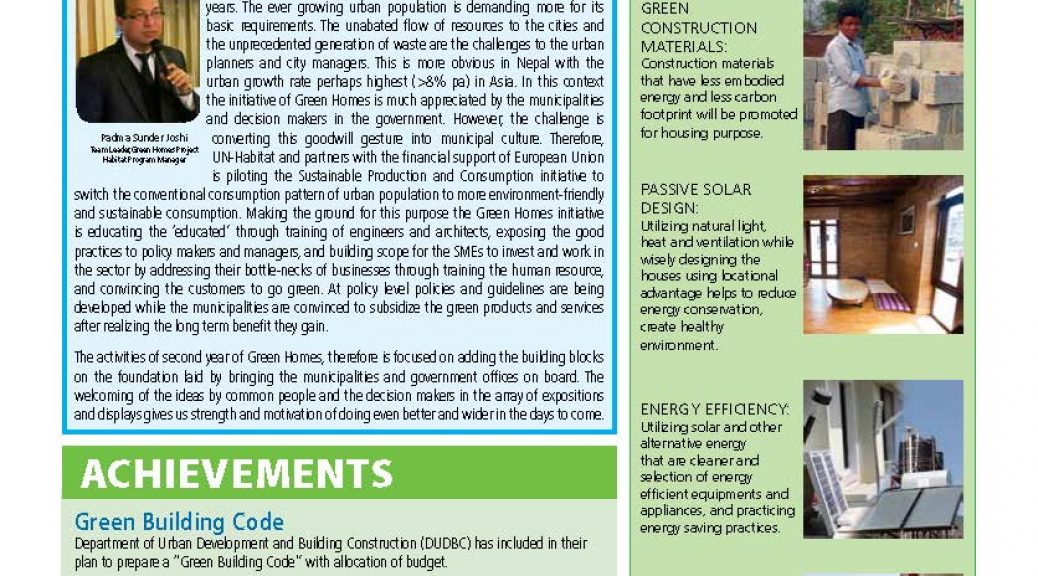 years. The ever growing urban population is demanding more for its
basic requirements. The unabated flow of resources to the cities and
the unprecedented generation of waste are the challenges to the urban
planners and city managers. This is more obvious in Nepal with the
urban growth rate perhaps highest (>8% pa) in Asia. In this context
the initiative of Green Homes is much appreciated by the municipalities
and decision makers in the government. However, the challenge is
converting this goodwill gesture into municipal culture. Therefore,
UN-Habitat and partners with the financial support of European Union
is piloting the Sustainable Production and Consumption initiative to
switch the conventional consumption pattern of urban population to more environment-friendly
and sustainable consumption. Making the ground for this purpose the Green Homes initiative
is educating the ‘educated’ through training of engineers and architects, exposing the good
practices to policy makers and managers, and building scope for the SMEs to invest and work in
the sector by addressing their bottle-necks of businesses through training the human resource,
and convincing the customers to go green. At policy level policies and guidelines are being
developed while the municipalities are convinced to subsidize the green products and services
after realizing the long term benefit they gain.
Padma Sunder Joshi
Team Leader, Green Homes Project
Habitat Program Manager
The activities of second year of Green Homes, therefore is focused on adding the building blocks
on the foundation laid by bringing the municipalities and government offices on board. The
welcoming of the ideas by common people and the decision makers in the array of expositions
and displays gives us strength and motivation of doing even better and wider in the days to come.
ACHIEVEMENTS
Green Building Code
Department of Urban Development and Building Construction (DUDBC) has included in their
plan to prepare a “Green Building Code” with allocation of budget.
GREEN
CONSTRUCTION
MATERIALS:
Construction materials
that have less embodied
energy and less carbon
footprint will be promoted
for housing purpose.
PASSIVE SOLAR
DESIGN:
Utilizing natural light,
heat and ventilation while
wisely designing the
houses using locational
advantage helps to reduce
energy conservation,
create healthy
environment.
ENERGY EFFICIENCY:
Utilizing solar and other
alternative energy
that are cleaner and
selection of energy
efficient equipments and
appliances, and practicing
energy saving practices.